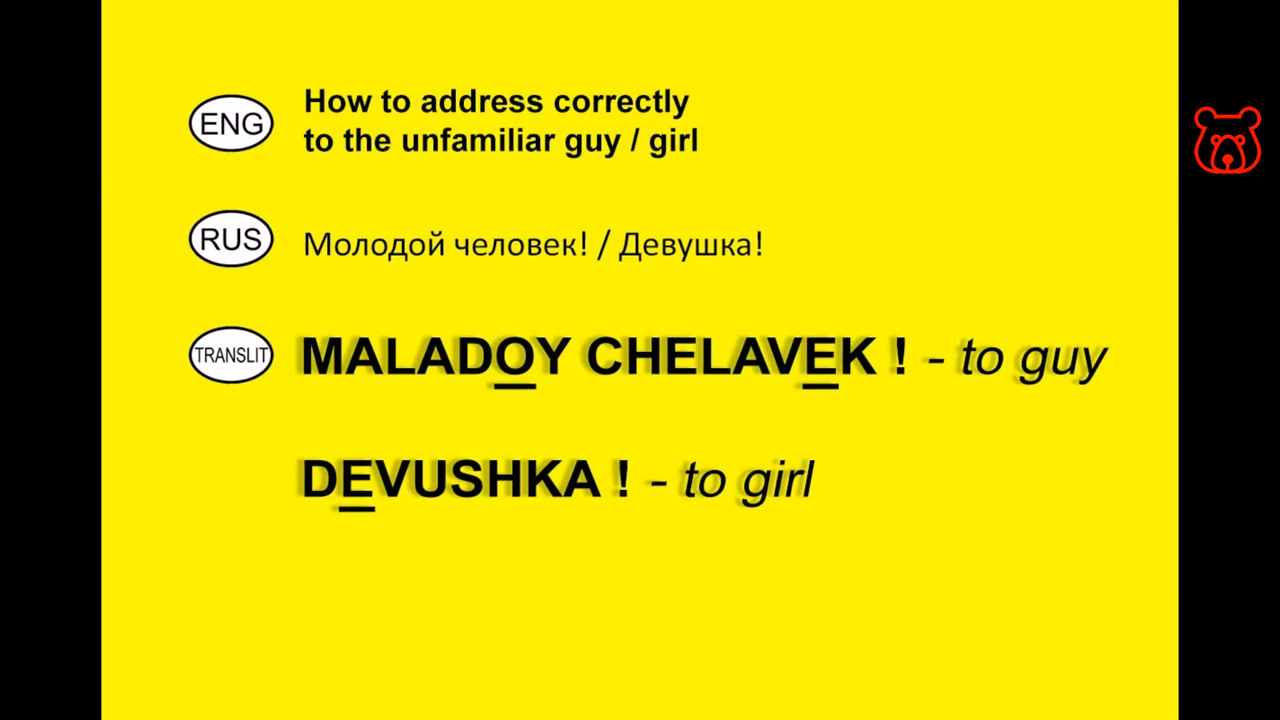 ENG How to address correctly
to the unfamiliar guy / girl
RUS Молодой человек! / Девушка!
TRANSLIT MALADOY CHELAVEK ! - to guy
DEVUSHKA ! - to girl